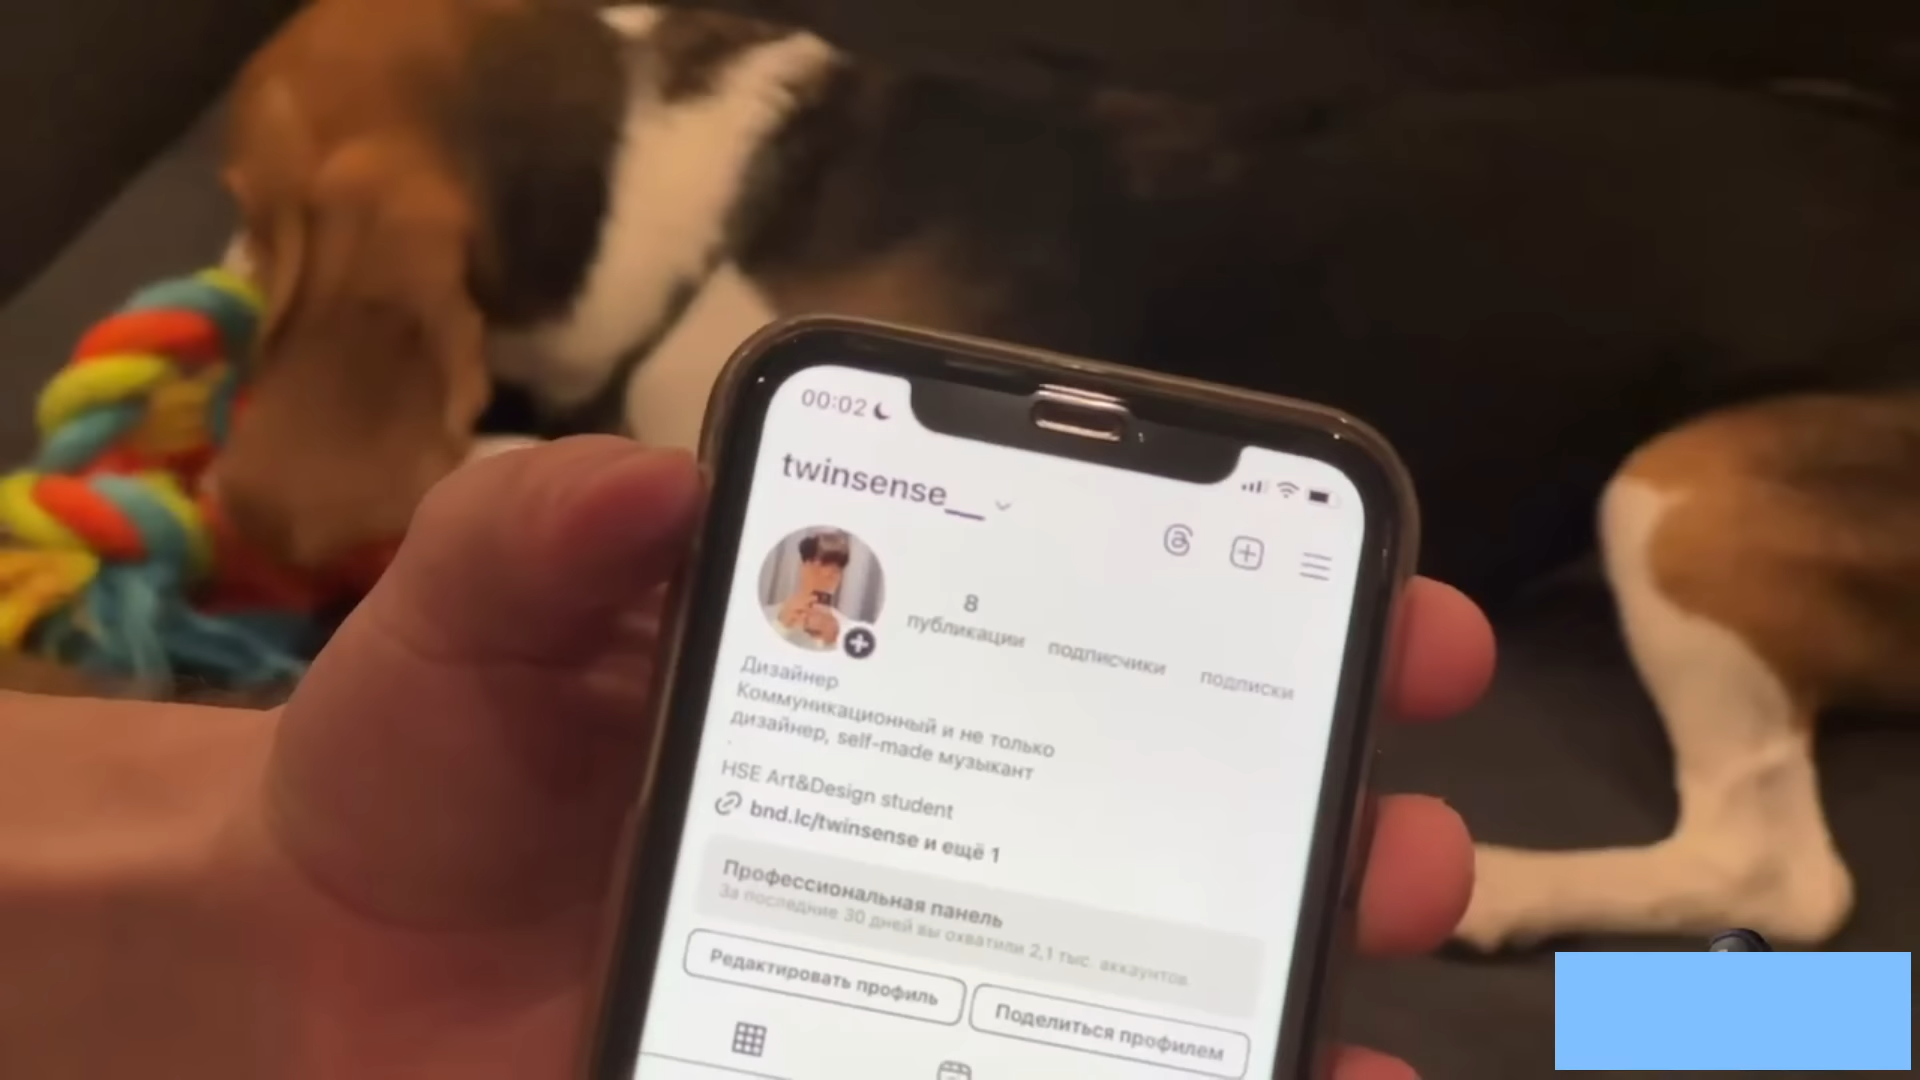 00:02
twinsense__
8
публикации
подписчики
подписки
Дизайнер
Коммуникационный и не только
дизайнер, self-made музыкант
.
HSE Art&Design student
bnd.lc/twinsense и ещё 1
Профессиональная панель
За последние 30 дней вы охватили 2,1 тыс. аккаунтов.
Редактировать профиль
Поделиться профилем